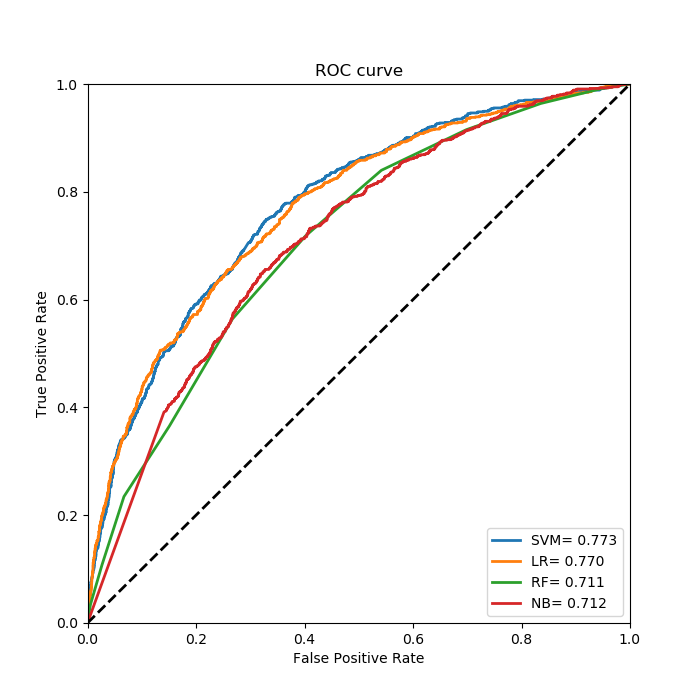 ROC curve
1.0
0.8
0.6
0.4
0.2
0.0
True Positive Rate
0.0 0.2 0.4 0.6 0.8 1.0
False Positive Rate
SVM= 0.773
LR= 0.770
RF= 0.711
NB= 0.712